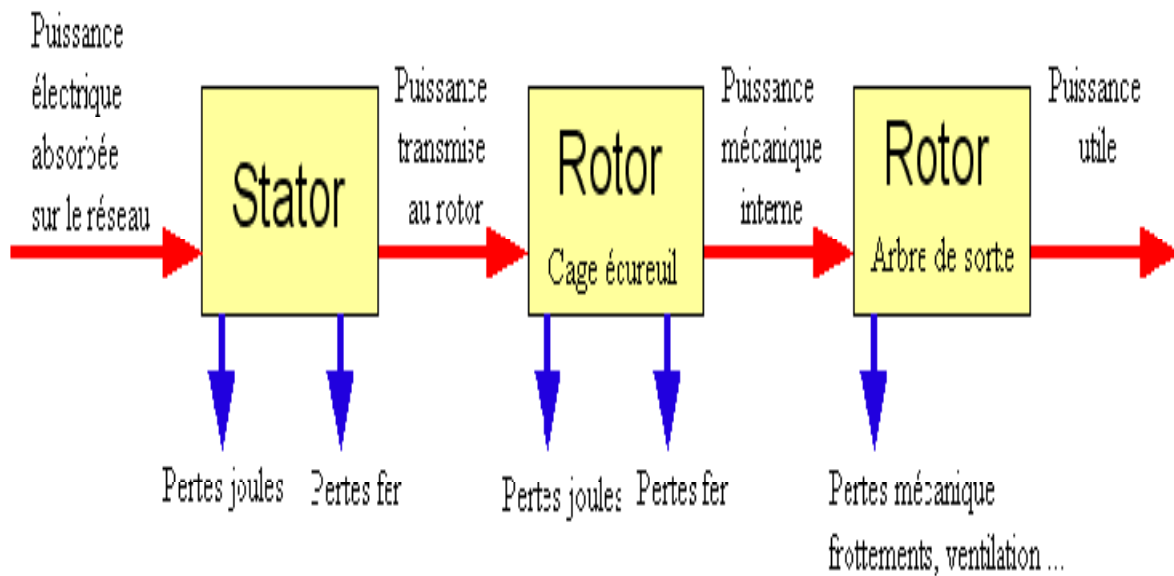 Puissance
électrique
absorbée
sur le réseau
Stator
Pertes joules
Pertes fer
Puissance
transmise
au rotor
Rotor
Cage écureuil
Pertes joules
Pertes fer
Puissance
mécanique
interne
Rotor
Arbre de sortie
Pertes mécanique
frottements, ventilation ...
Puissance
utile